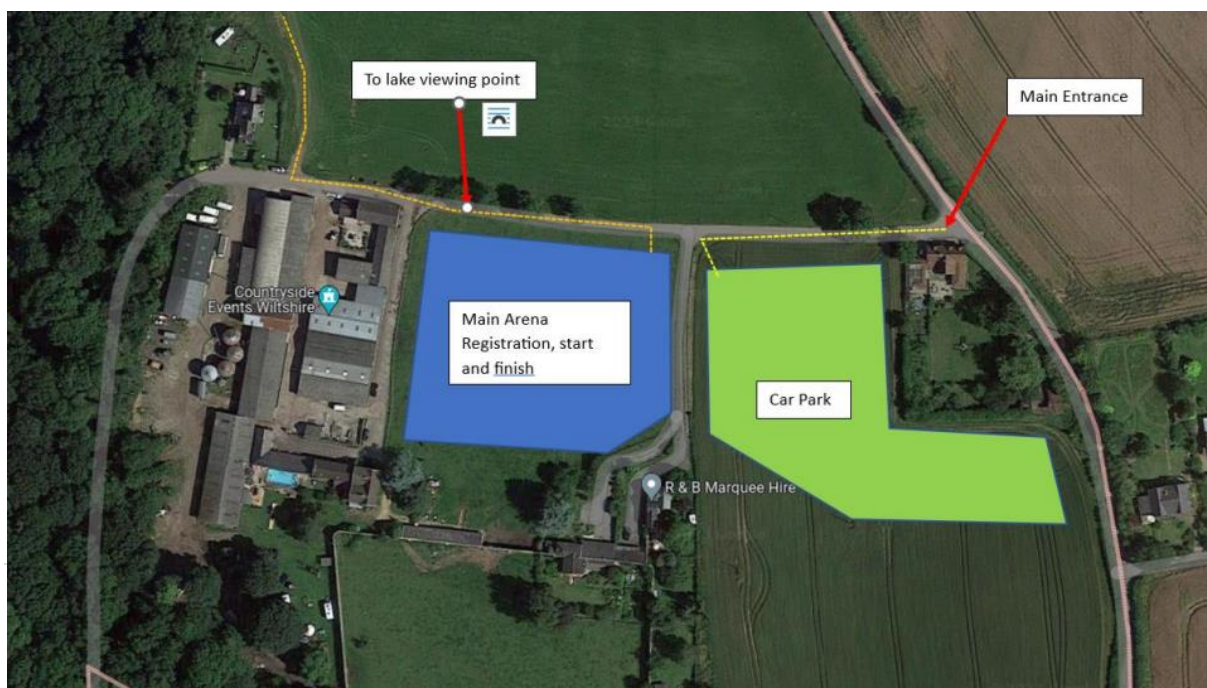 To lake viewing point
Main Entrance
Countryside
Events Wiltshire
Main Arena
Registration, start
and finish
Car Park
R & B Marquee Hire